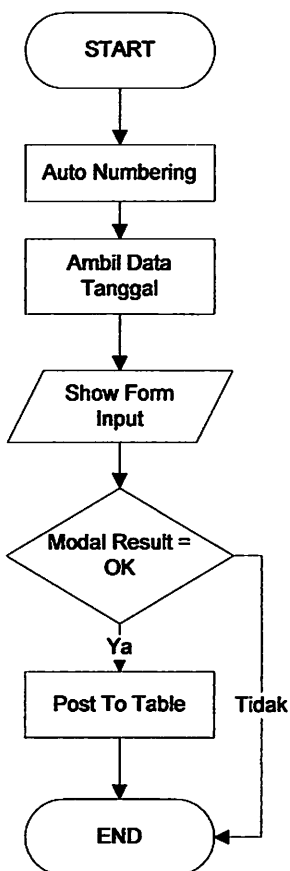 START
Auto Numbering
Ambil Data
Tanggal
Show Form
Input
Modal Result =
OK
Ya
Post To Table
Tidak
END